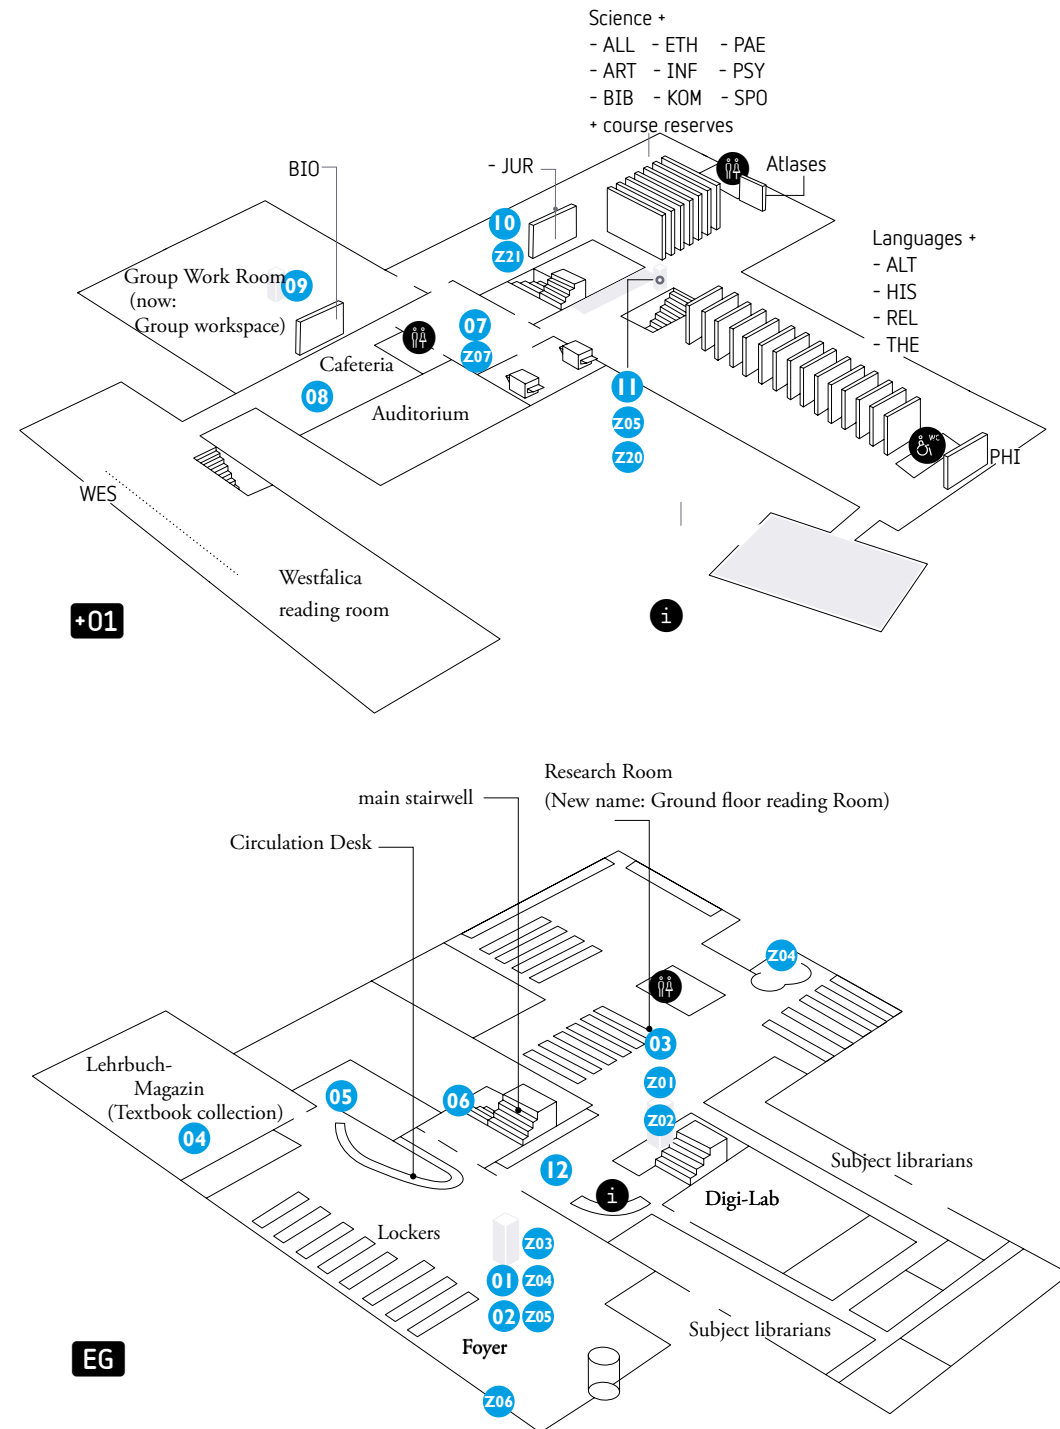 Science +
- ALL - ETH - PAE
- ART - INF - PSY
- BIB - KOM - SPO
+ course reserves
BIO
- JUR
Atlases
10
Z21
Languages +
- ALT
- HIS
- REL
- THE
Group Work Room
(now:
Group workspace)
09
07
Z07
Cafeteria
08
Auditorium
11
Z05
Z20
WC
PHI
WES
Westfalica
reading room
+01
i
Research Room
(New name: Ground floor reading Room)
main stairwell
Circulation Desk
Z04
03
Z01
Z02
Lehrbuch-
Magazin
(Textbook collection)
04
05
06
12
i
Subject librarians
Digi-Lab
Lockers
Z03
01
Z04
02
Z05
Foyer
Subject librarians
EG
Z06